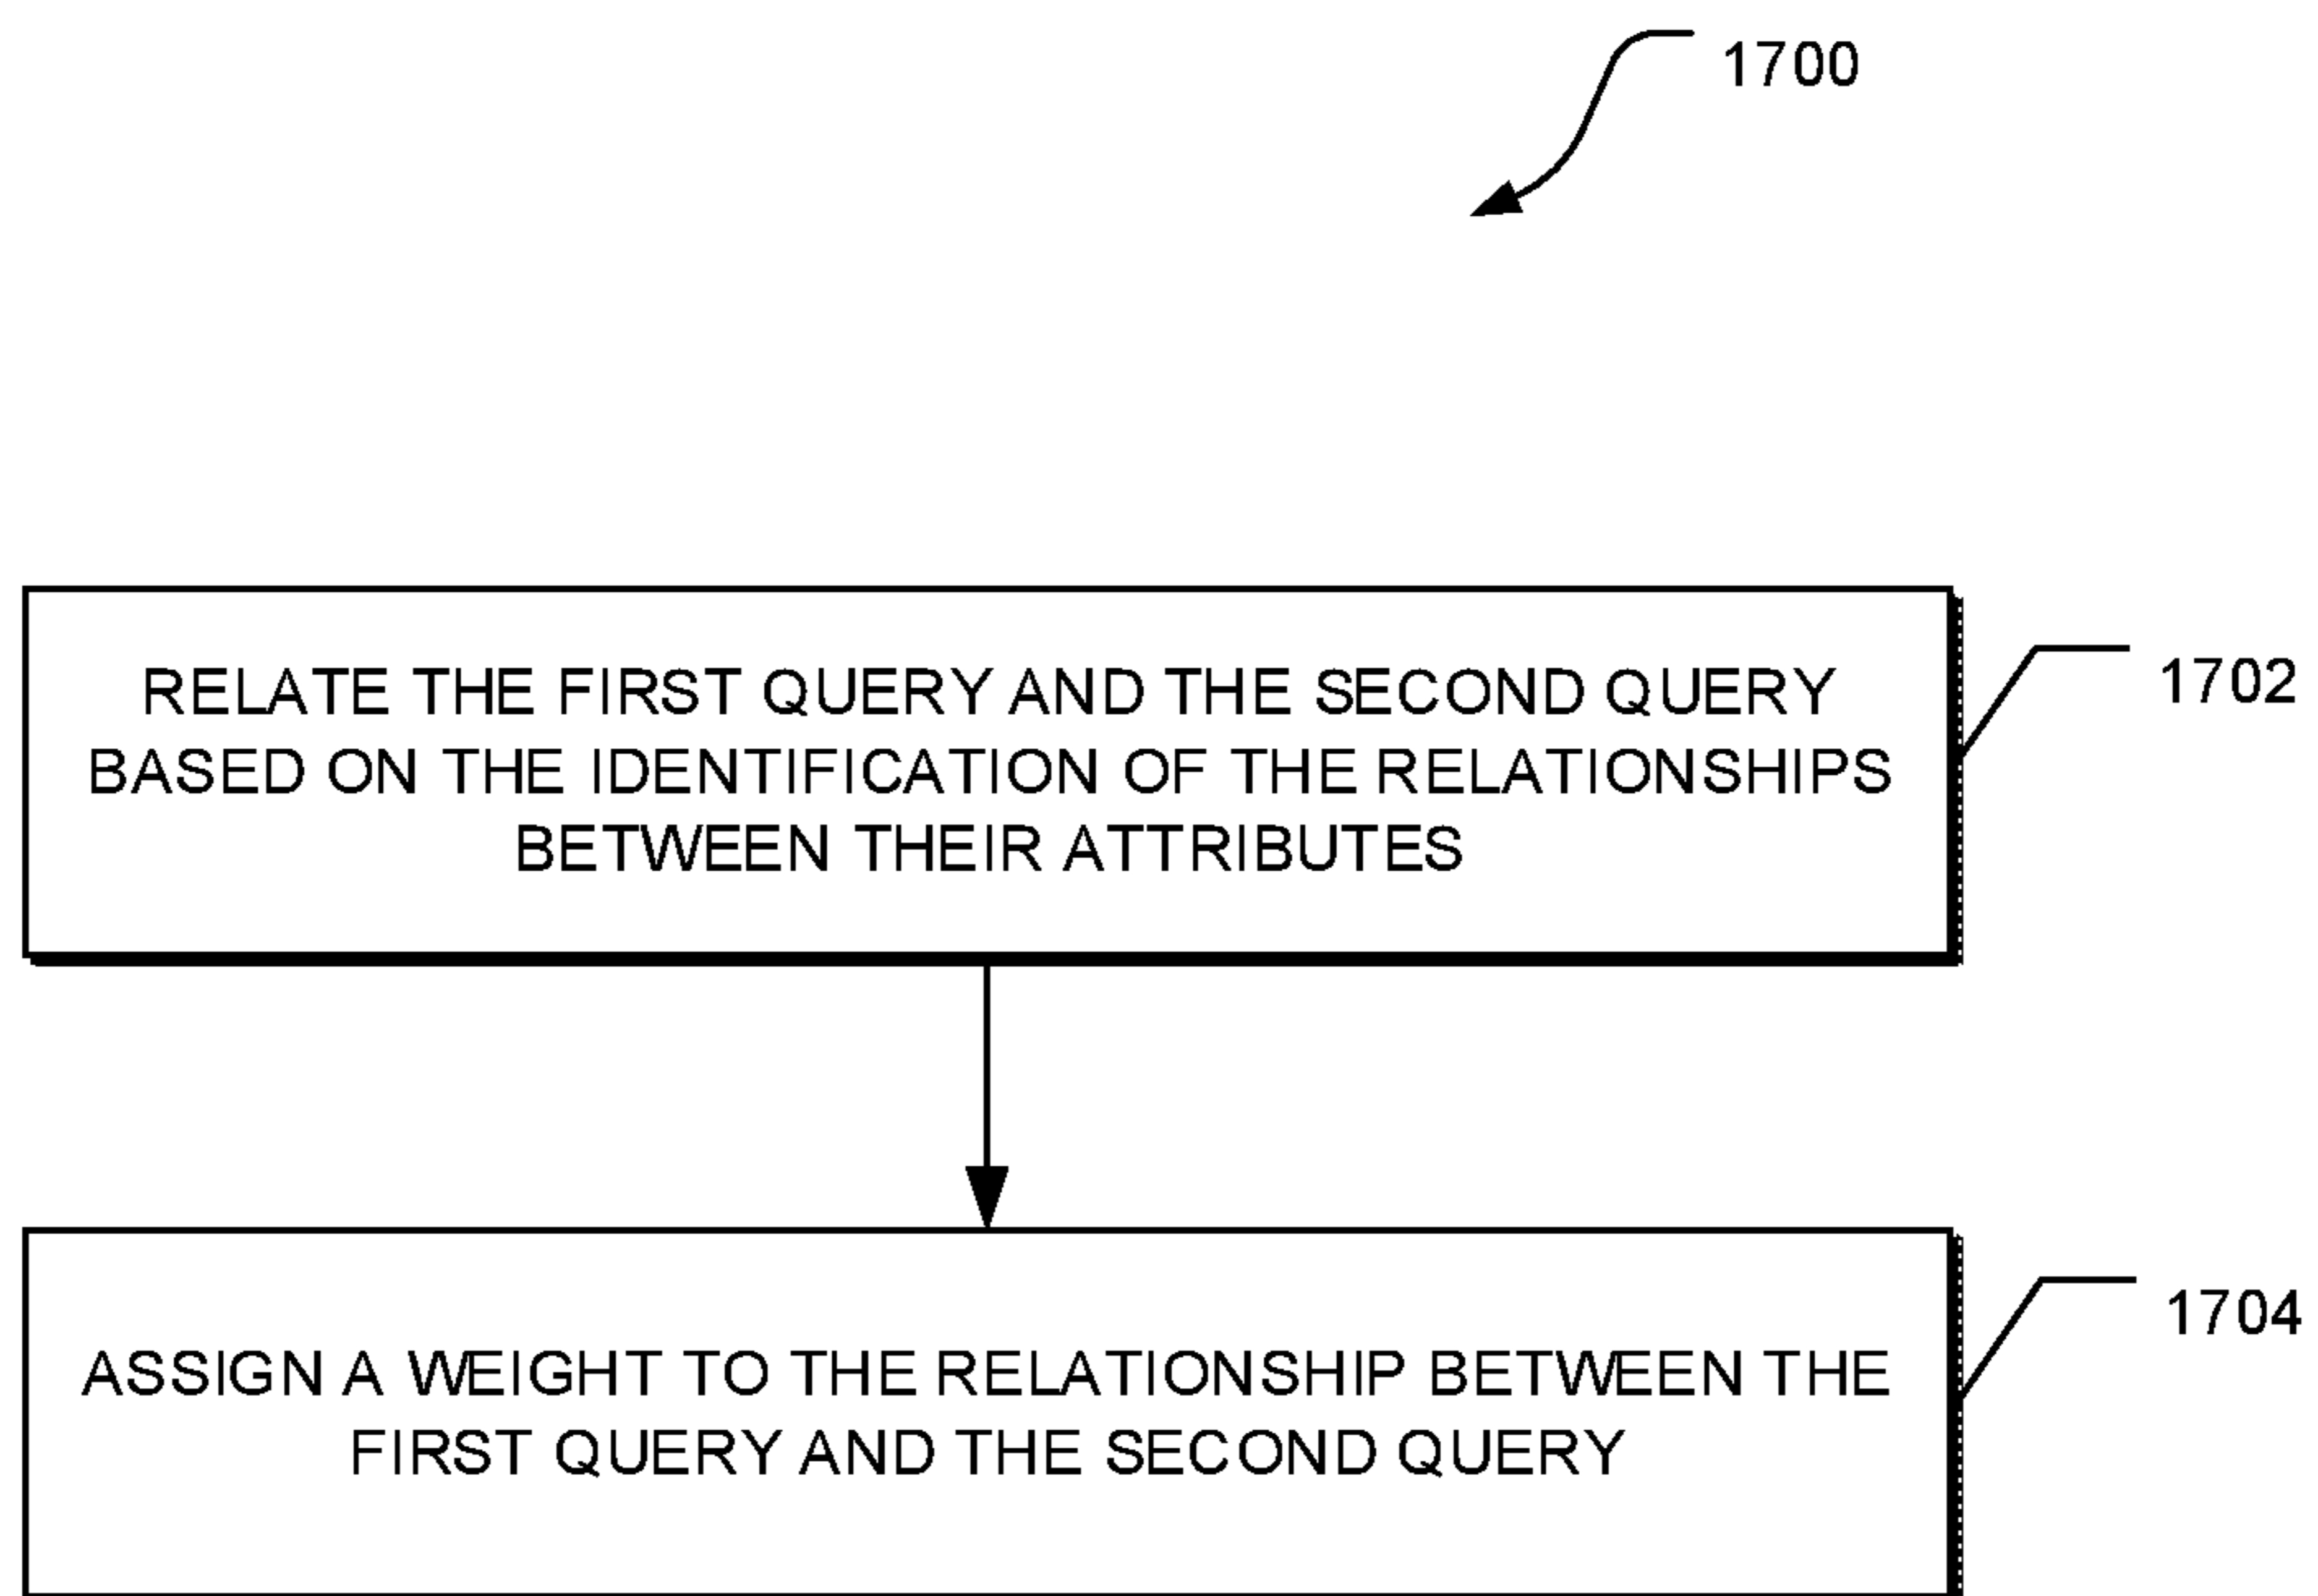 1700
RELATE THE FIRST QUERY AND THE SECOND QUERY
BASED ON THE IDENTIFICATION OF THE RELATIONSHIPS
BETWEEN THEIR ATTRIBUTES
1702
ASSIGN A WEIGHT TO THE RELATIONSHIP BETWEEN THE
FIRST QUERY AND THE SECOND QUERY
1704